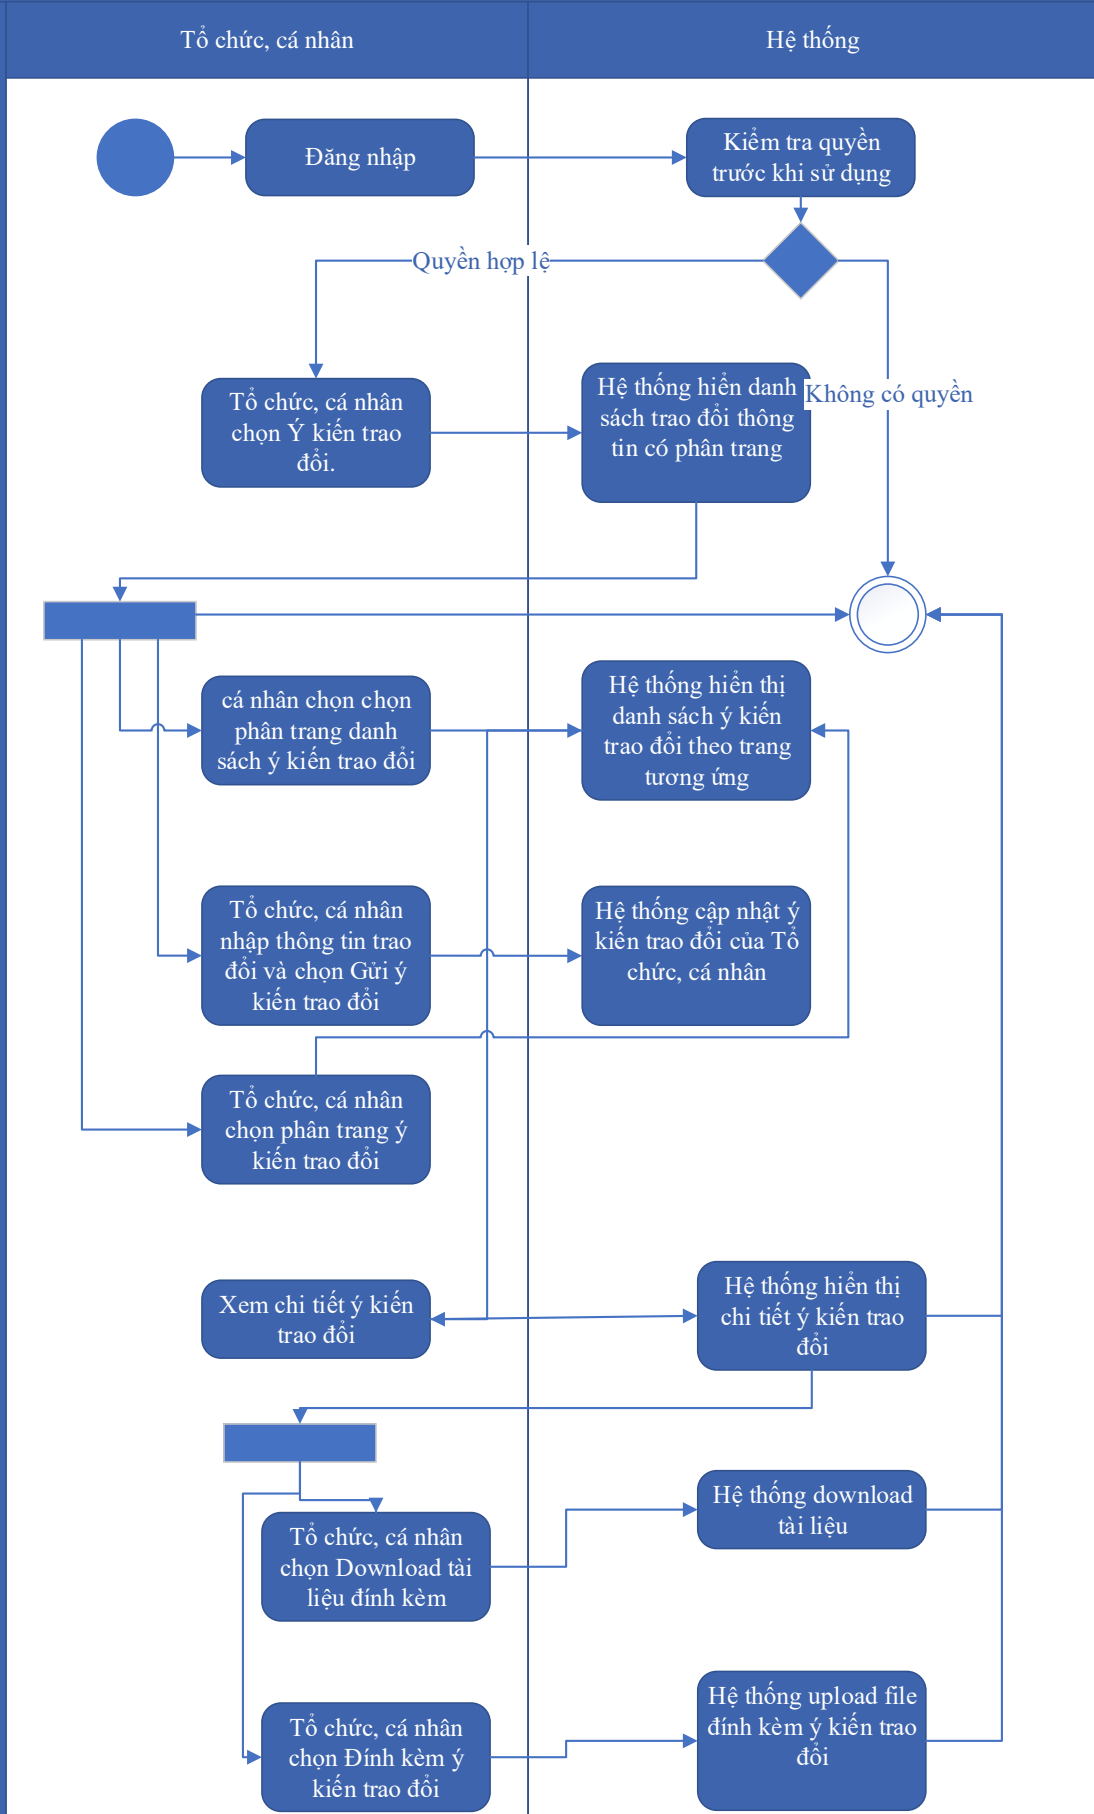 Tổ chức, cá nhân
Hệ thống
Đăng nhập
Kiểm tra quyền
trước khi sử dụng
Quyền hợp lệ
Tổ chức, cá nhân
chọn Ý kiến trao
đổi.
Hệ thống hiển danh
sách trao đổi thông
tin có phân trang
Không có quyền
cá nhân chọn chọn
phân trang danh
sách ý kiến trao đổi
Hệ thống hiển thị
danh sách ý kiến
trao đổi theo trang
tương ứng
Tổ chức, cá nhân
nhập thông tin trao
đổi và chọn Gửi ý
kiến trao đổi
Hệ thống cập nhật ý
kiến trao đổi của Tổ
chức, cá nhân
Tổ chức, cá nhân
chọn phân trang ý
kiến trao đổi
Xem chi tiết ý kiến
trao đổi
Hệ thống hiển thị
chi tiết ý kiến trao
đổi
Tổ chức, cá nhân
chọn Download tài
liệu đính kèm
Hệ thống download
tài liệu
Tổ chức, cá nhân
chọn Đính kèm ý
kiến trao đổi
Hệ thống upload file
đính kèm ý kiến trao
đổi